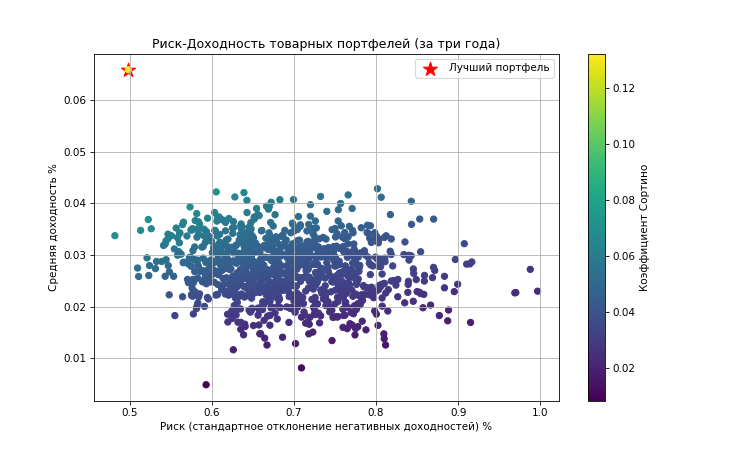 Риск-Доходность товарных портфелей (за три года)
Лучший портфель
Средняя доходность %
0.06
0.05
0.04
0.03
0.02
0.01
0.5 0.6 0.7 0.8 0.9 1.0
Риск (стандартное отклонение негативных доходностей) %
0.12
0.10
0.08
0.06
0.04
0.02
Коэффициент Сортино